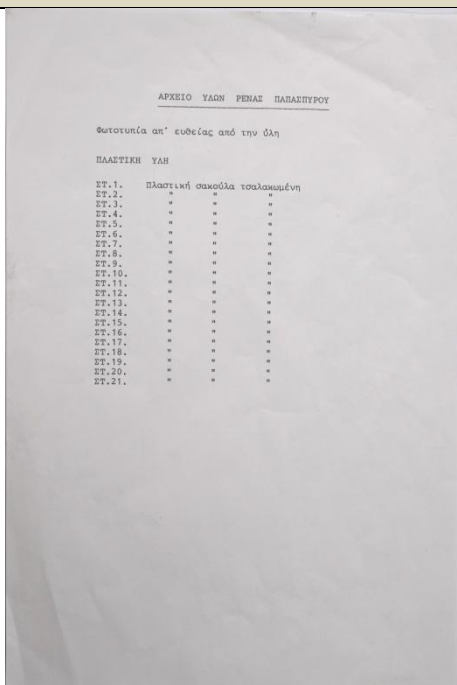 ΑΡΧΕΙΟ ΥΛΩΝ ΡΕΝΑΣ ΠΑΠΑΣΠΥΡΟΥ
Φωτοτυπία απ' ευθείας από την ύλη
ΠΛΑΣΤΙΚΗ ΥΛΗ
ΣΤ.1. Πλαστική σακούλα τσαλακωμένη
ΣΤ.2. " " "
ΣΤ.3. " " "
ΣΤ.4. " " "
ΣΤ.5. " " "
ΣΤ.6. " " "
ΣΤ.7. " " "
ΣΤ.8. " " "
ΣΤ.9. " " "
ΣΤ.10. " " "
ΣΤ.11. " " "
ΣΤ.12. " " "
ΣΤ.13. " " "
ΣΤ.14. " " "
ΣΤ.15. " " "
ΣΤ.16. " " "
ΣΤ.17. " " "
ΣΤ.18. " " "
ΣΤ.19. " " "
ΣΤ.20. " " "
ΣΤ.21. " " "